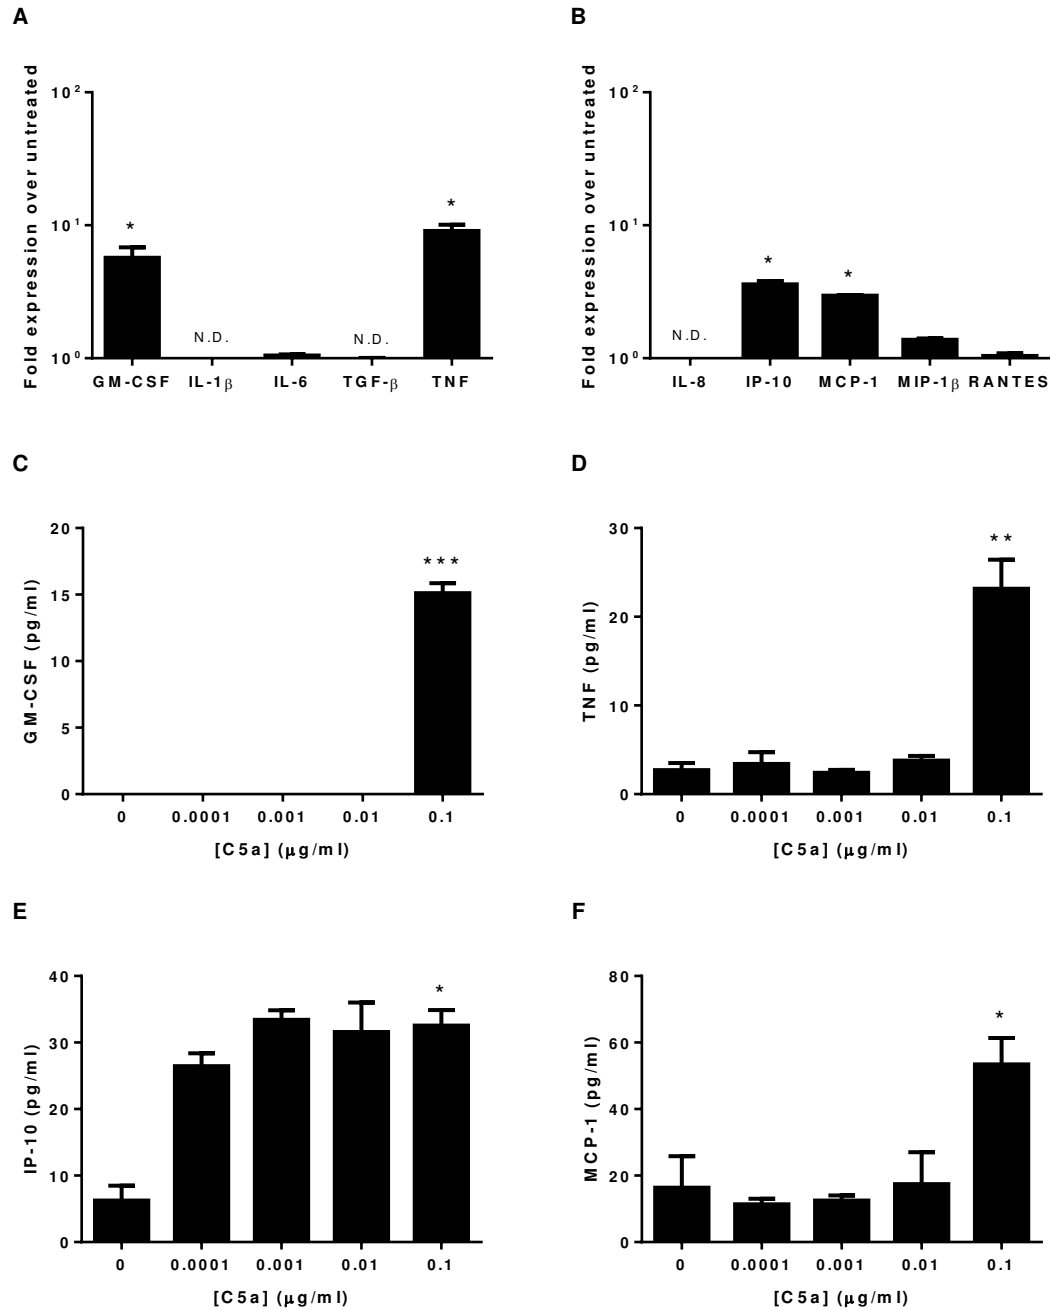 A
Fold expression over untreated
10²
10¹
10⁰
*
N.D.
N.D.
*
GM-CSF IL-1β IL-6 TGF-β TNF
B
Fold expression over untreated
10²
10¹
10⁰
N.D.
*
*
IL-8 IP-10 MCP-1 MIP-1β RANTES
C
GM-CSF (pg/ml)
20
15
10
5
0
***
0 0.0001 0.001 0.01 0.1
[C5a] (μg/ml)
D
TNF (pg/ml)
30
20
10
0
**
0 0.0001 0.001 0.01 0.1
[C5a] (μg/ml)
E
IP-10 (pg/ml)
40
30
20
10
0
*
0 0.0001 0.001 0.01 0.1
[C5a] (μg/ml)
F
MCP-1 (pg/ml)
80
60
40
20
0
*
0 0.0001 0.001 0.01 0.1
[C5a] (μg/ml)